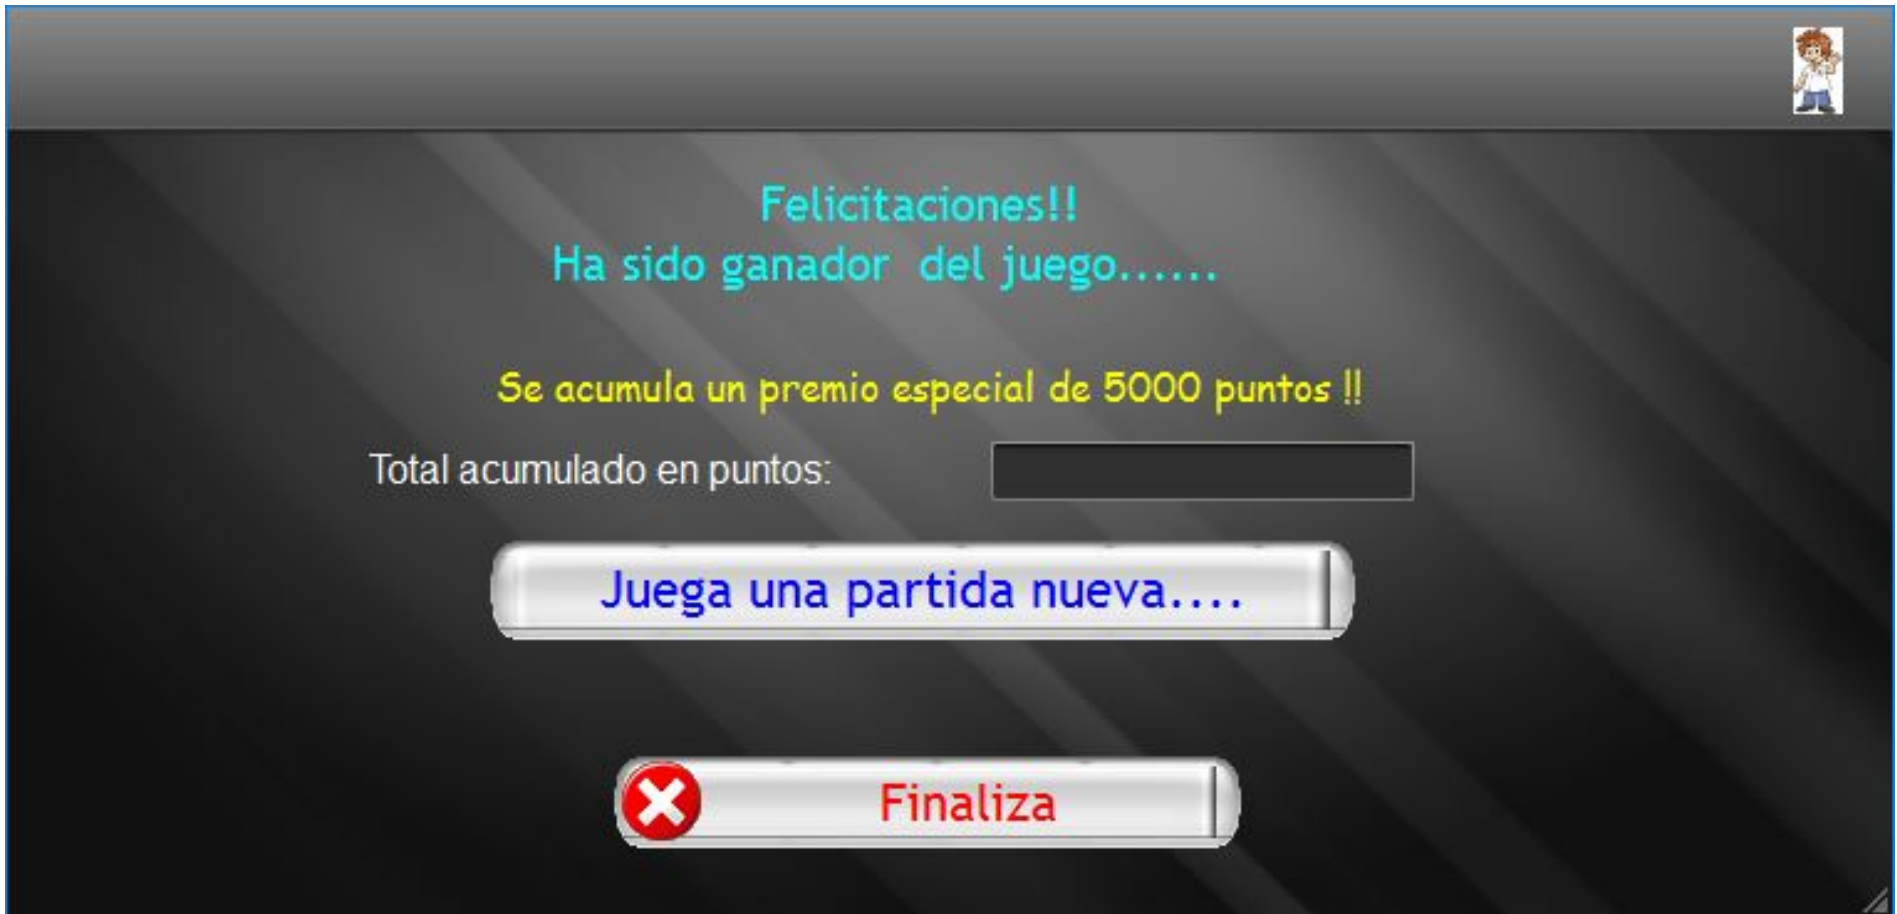 Felicitaciones!!
Ha sido ganador  del juego......
Se acumula un premio especial de 5000 puntos !!
Total acumulado en puntos:
Juega una partida nueva....
Finaliza